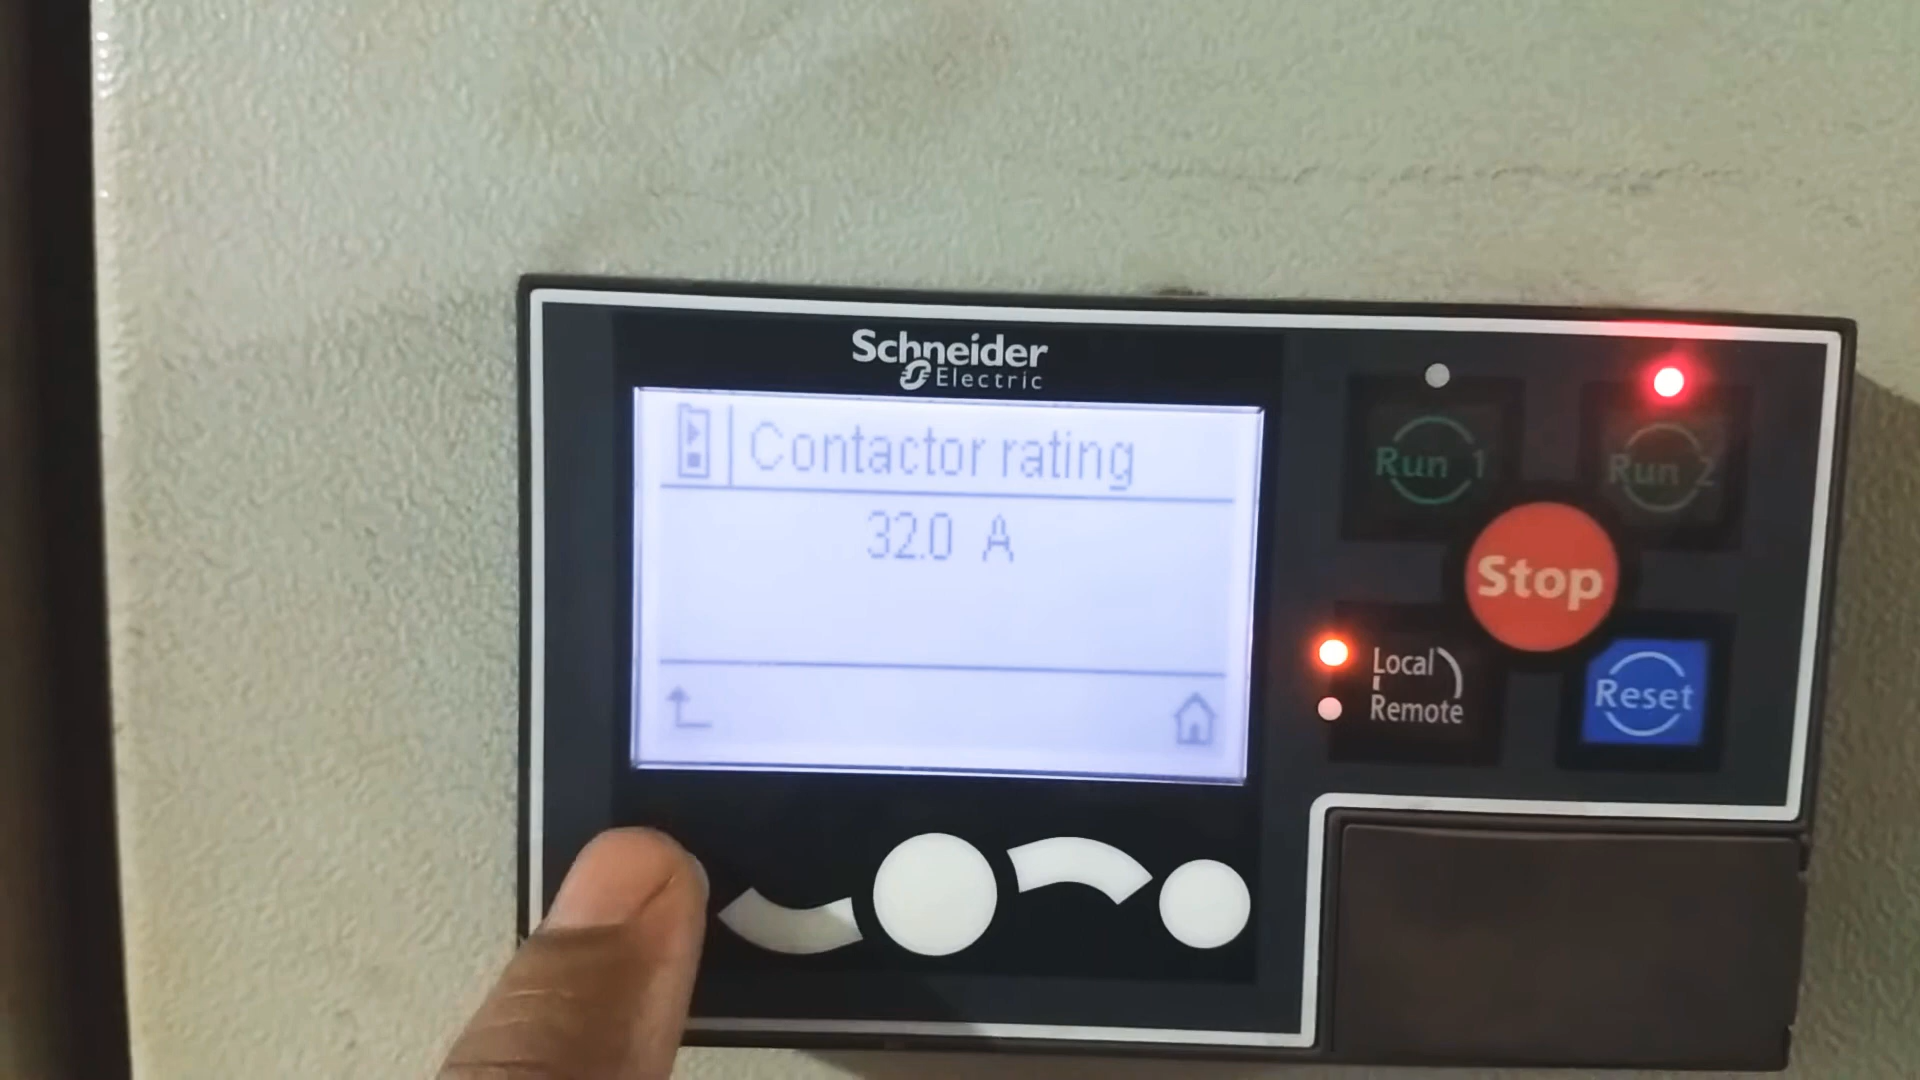 Schneider
Electric
Contactor rating
32.0 A
Run 1
Run 2
Stop
Local
Remote
Reset